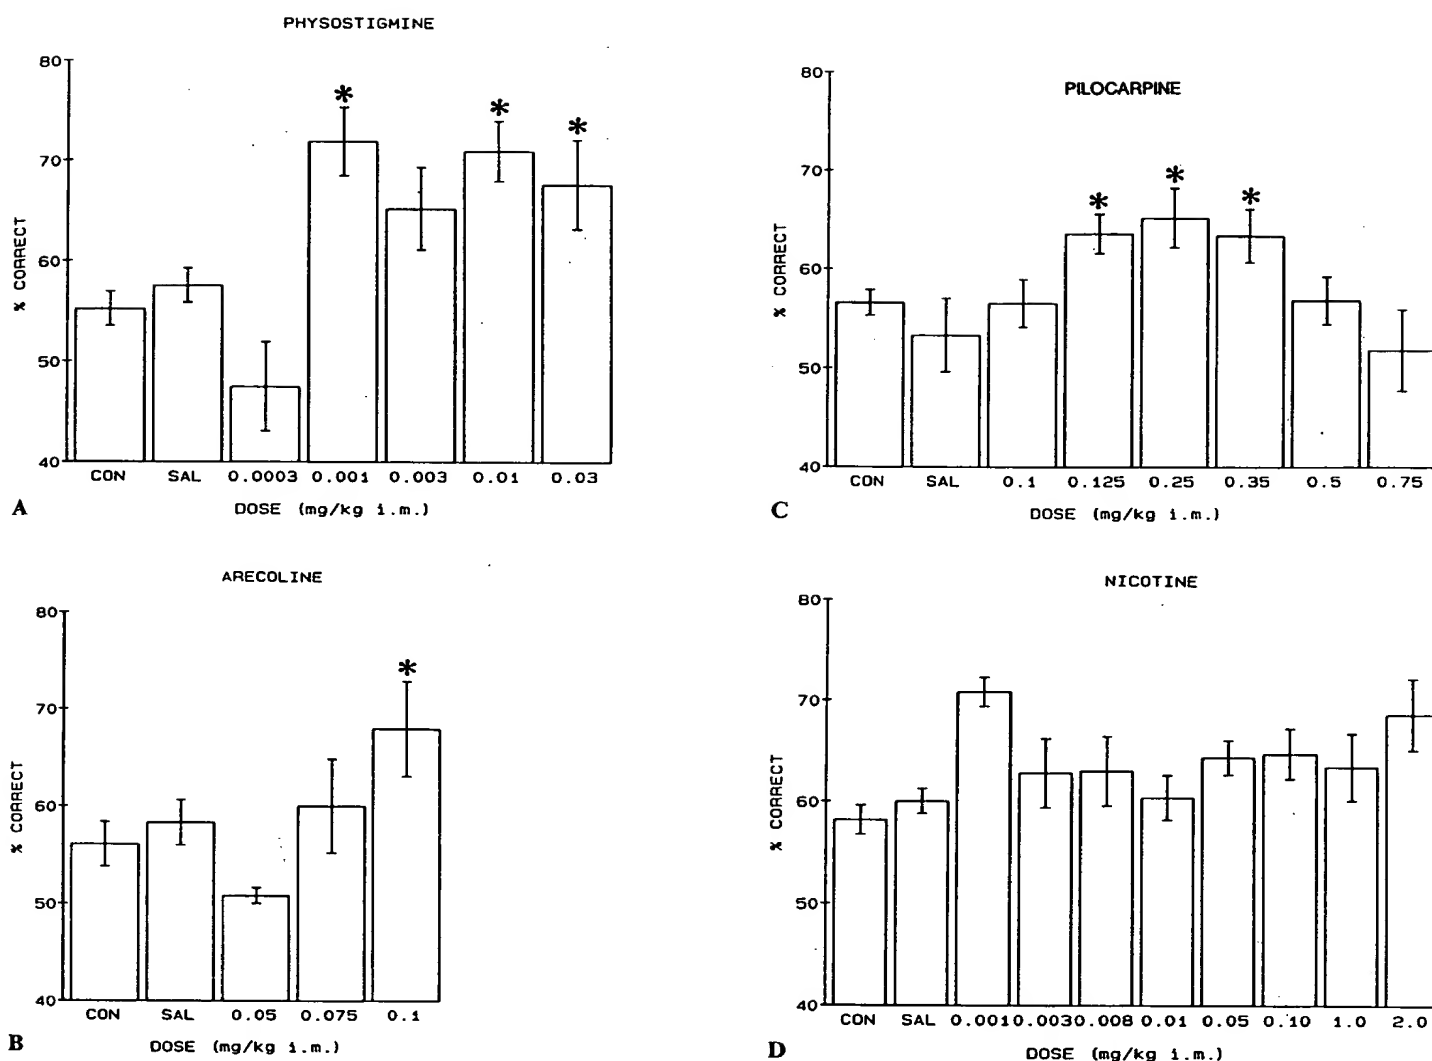 PHYSOSTIGMINE
80
70
60
50
40
% CORRECT
* * *
CON SAL 0.0003 0.001 0.003 0.01 0.03
DOSE (mg/kg i.m.)
A
PILOCARPINE
80
70
60
50
40
% CORRECT
* * *
CON SAL 0.1 0.125 0.25 0.35 0.5 0.75
DOSE (mg/kg i.m.)
C
ARECOLINE
80
70
60
50
40
% CORRECT
*
CON SAL 0.05 0.075 0.1
DOSE (mg/kg i.m.)
B
NICOTINE
80
70
60
50
40
% CORRECT
CON SAL 0.001 0.003 0.008 0.01 0.05 0.10 1.0 2.0
DOSE (mg/kg i.m.)
D